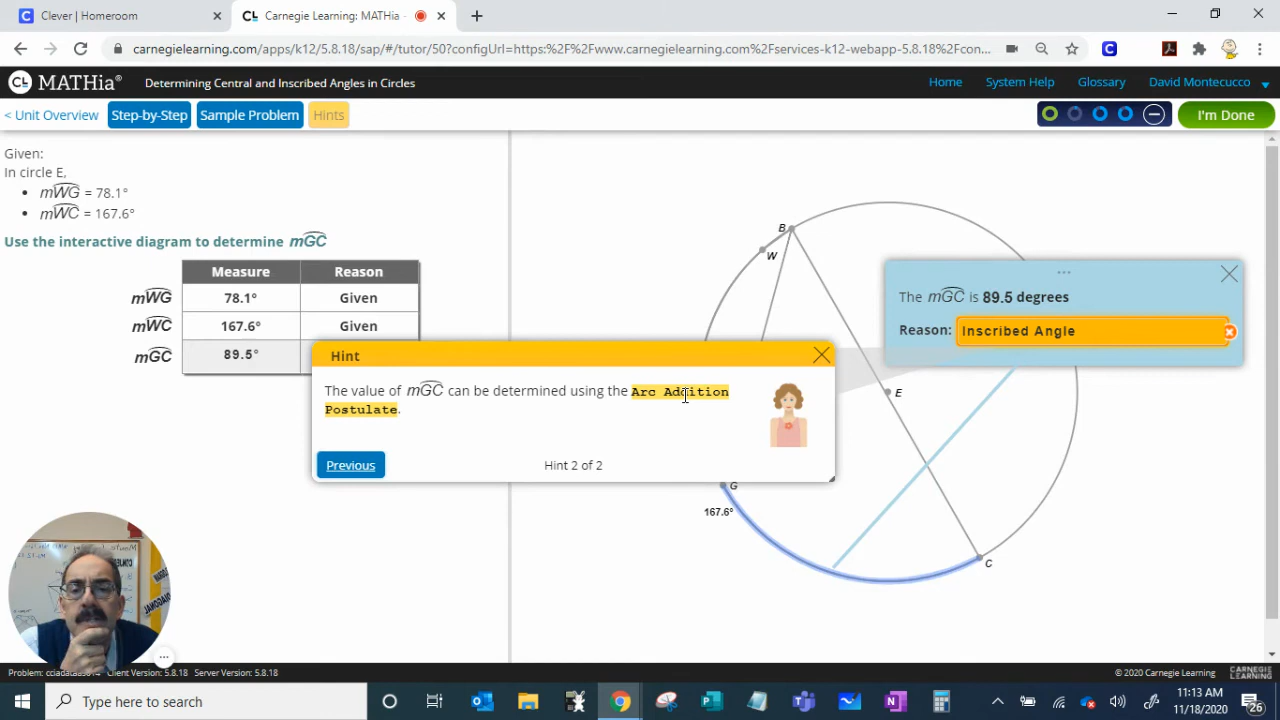 Clever | Homeroom
Carnegie Learning: MATHia
carnegielearning.com/apps/k12/5.8.18/sap/#/tutor/50?configUrl=https:%2F%2Fwww.carnegielearning.com%2Fservices-k12-webapp-5.8.18%2Fcon...
CL MATHia®
Determining Central and Inscribed Angles in Circles
Home
System Help
Glossary
David Montecucco
< Unit Overview
Step-by-Step
Sample Problem
Hints
I'm Done
Given:
In circle E,
• mWG = 78.1°
• mWC = 167.6°
Use the interactive diagram to determine mGC
Measure Reason
mWG 78.1° Given
mWC 167.6° Given
mGC 89.5°
B
W
The mGC is 89.5 degrees
Reason: Inscribed Angle
Hint
The value of mGC can be determined using the Arc Addition
Postulate.
Previous
Hint 2 of 2
E
G
167.6°
C
Client Version: 5.8.18 Server Version: 5.8.18
© 2020 Carnegie Learning
CARNEGIE
LEARNING
Type here to search
11:13 AM
11/18/2020
26